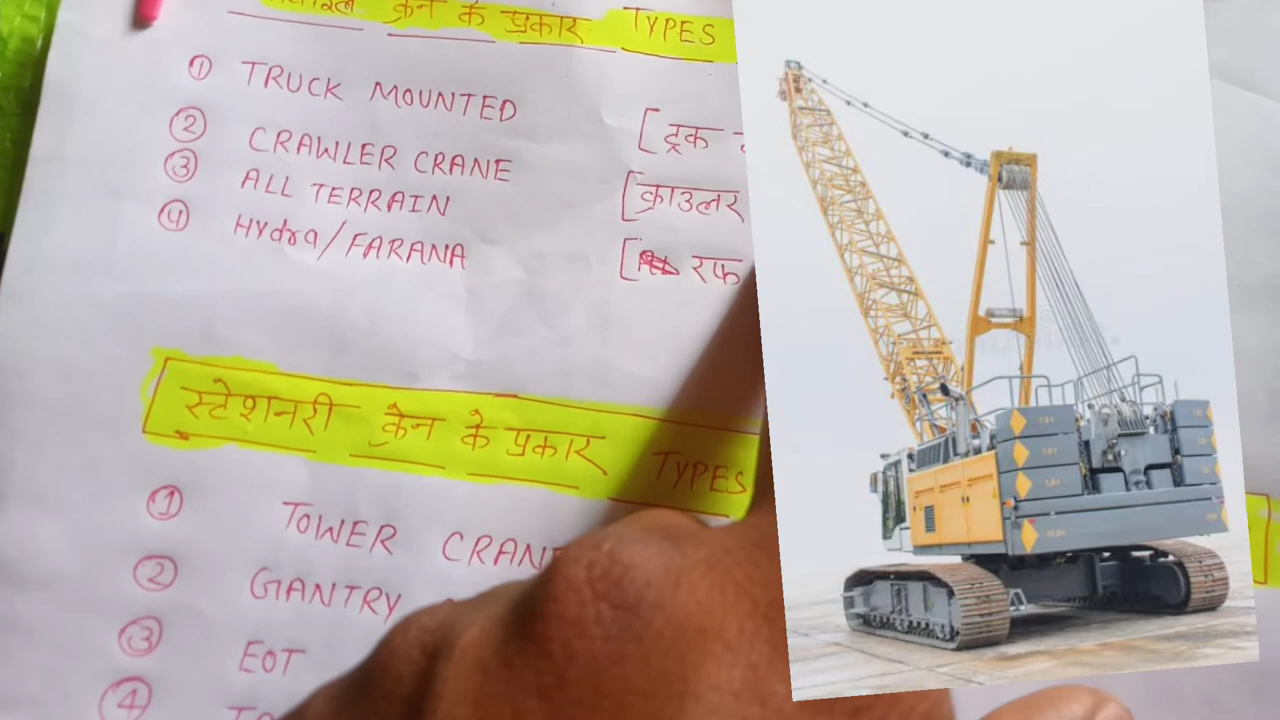 क्रेन के प्रकार TYPES
① TRUCK MOUNTED [ट्रक
② CRAWLER CRANE [क्राउलर
③ ALL TERRAIN
④ Hydra/FARANA [रफ
स्टेशनरी क्रेन के प्रकार TYPES
① TOWER CRANE
② GANTRY
③ EOT
④